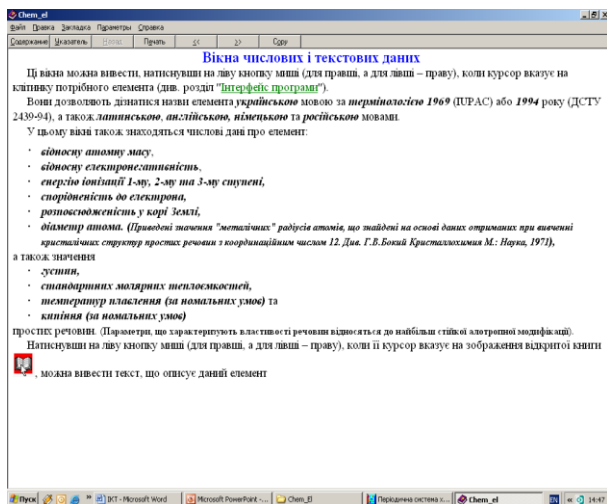 Chem_el
Файл Правка Закладка Параметры Справка
Содержание Указатель Назад Печать << >> Copy
Вікна числових і текстових даних
Ці вікна можна вивести, натиснувши на ліву кнопку миші (для правші, а для лівші – праву), коли курсор вказує на
клітинку потрібного елемента (див. розділ "Інтерфейс програми").
Вони дозволяють дізнатися назви елемента українською мовою за термінологією 1969 (IUPAC) або 1994 року (ДСТУ
2439-94), а також латинською, англійською, німецькою та російською мовами.
У цьому вікні також знаходяться числові дані про елемент:
· відносну атомну масу,
· відносну електронегативність,
· енергію іонізації 1-му, 2-му та 3-му ступені,
· спорідненість до електрона,
· розповсюдженість у корі Землі,
· діаметр атома. (Приведені значення "металічних" радіусів атомів, що знайдені на основі даних отриманих при вивченні
кристалічних структур простих речовин з координаційним числом 12. Див. Г.В.Бокий Кристаллохимия М.: Наука, 1971),
а також значення
· густин,
· стандартних молярних теплоємкостей,
· температур плавлення (за номальних умов) та
· кипіння (за номальних умов)
простих речовин. (Параметри, що характеризують властивості речовин відносяться до найбільш стійкої алотропної модифікації).
Натиснувши на ліву кнопку миші (для правші, а для лівші – праву), коли її курсор вказує на зображення відкритої книги
, можна вивести текст, що описує даний елемент
Пуск » ІКТ - Microsoft Word Microsoft PowerPoint -... Chem_El Періодична система х... Chem_el EN « 14:47